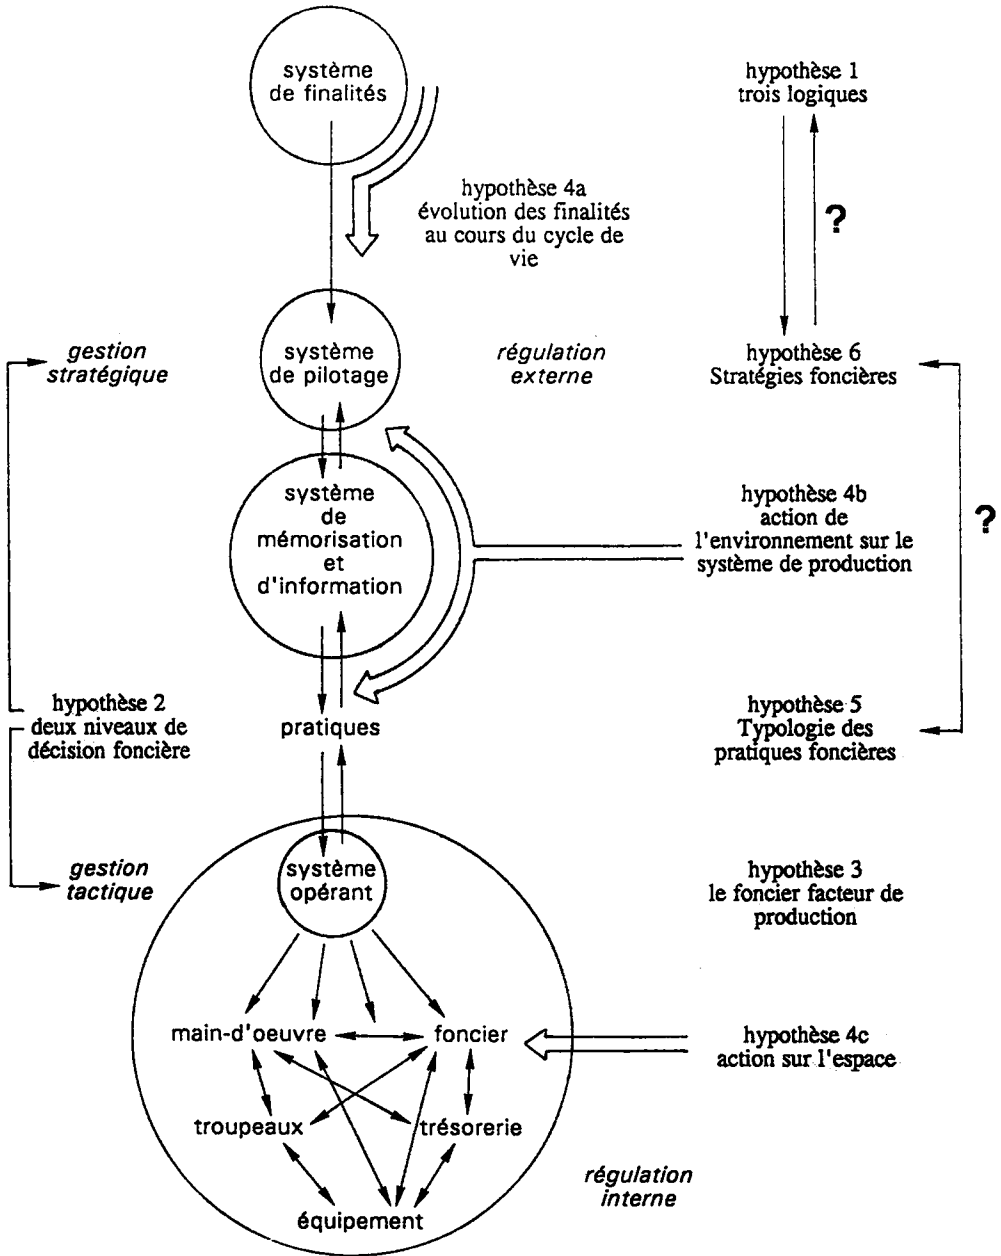 système
de finalités
hypothèse 1
trois logiques
hypothèse 4a
évolution des finalités
au cours du cycle de
vie
?
gestion
stratégique
système
de pilotage
régulation
externe
hypothèse 6
Stratégies foncières
système
de
mémorisation
et
d'information
hypothèse 4b
action de
l'environnement sur le
système de production
?
hypothèse 2
deux niveaux de
décision foncière
pratiques
hypothèse 5
Typologie des
pratiques foncières
gestion
tactique
système
opérant
hypothèse 3
le foncier facteur de
production
main-d'oeuvre
foncier
hypothèse 4c
action sur l'espace
troupeaux
trésorerie
équipement
régulation
interne